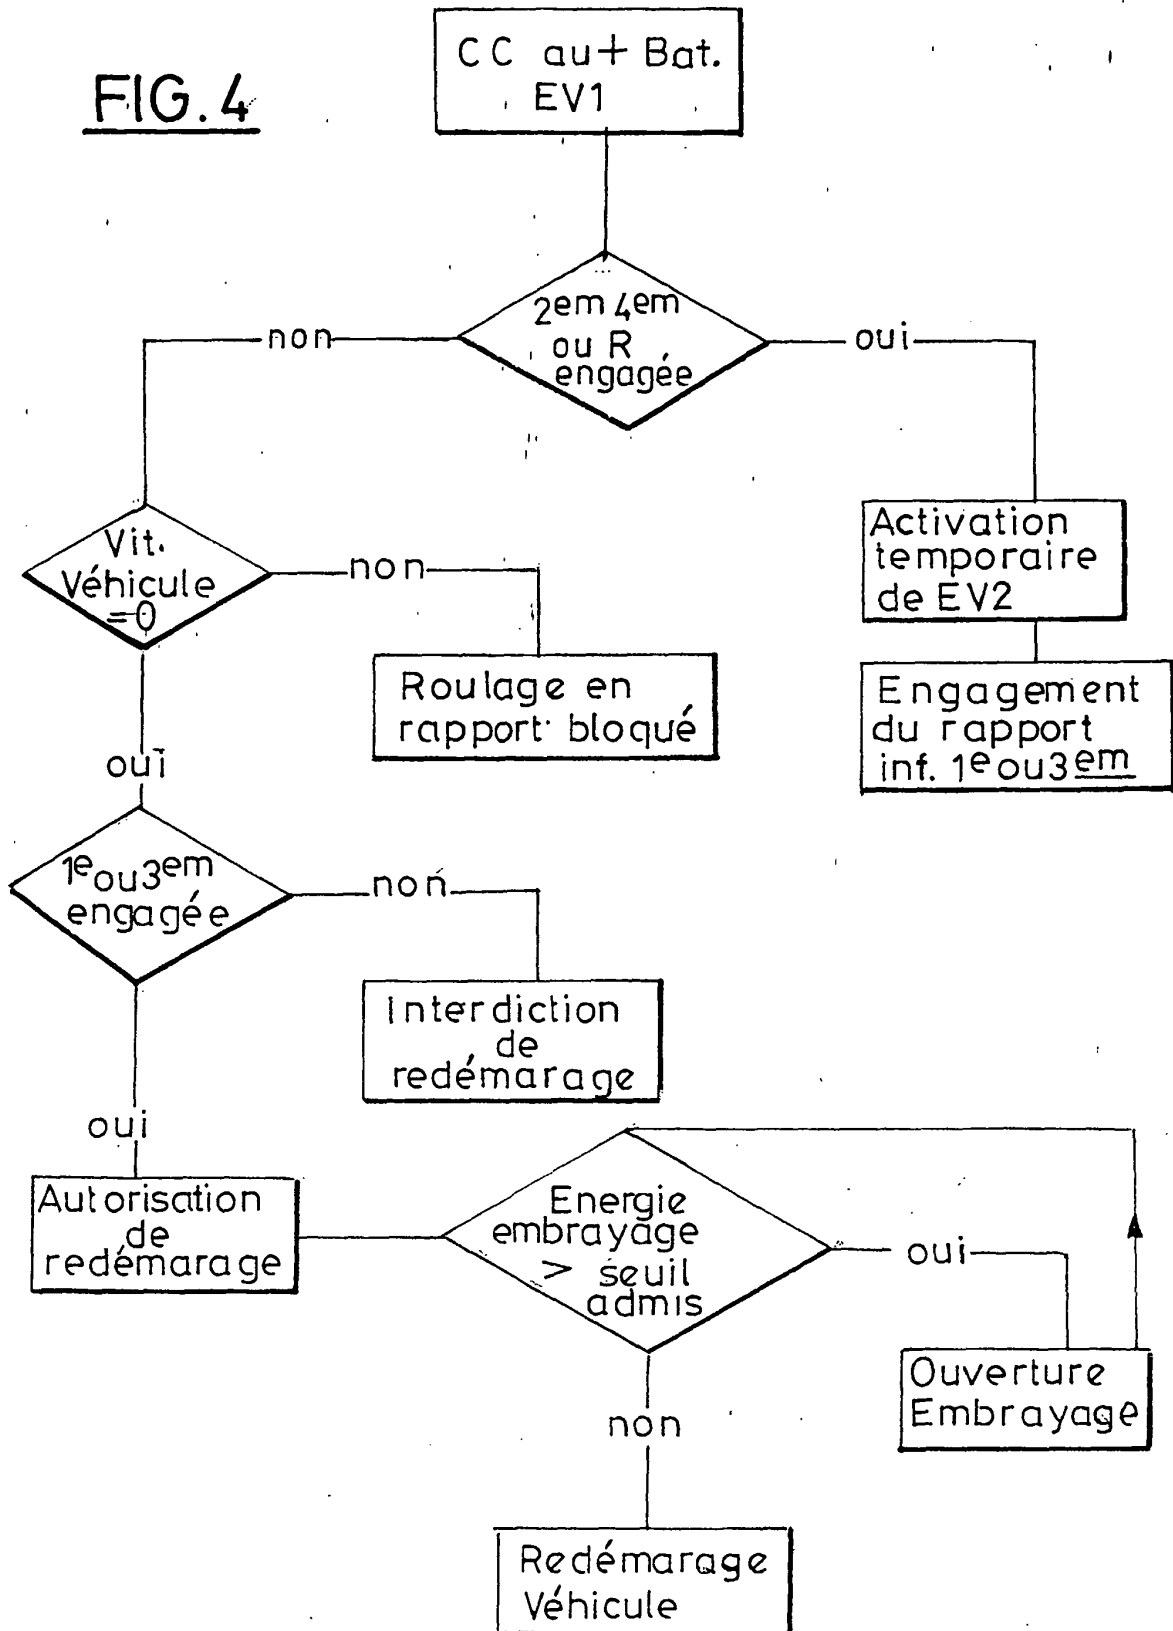 FIG. 4
CC au + Bat.
EV1
2em 4em
ou R
engagée
non
oui
Vit.
Véhicule
=0
non
Activation
temporaire
de EV2
Roulage en
rapport bloqué
Engagement
du rapport
inf. 1e ou 3em
oui
1e ou 3em
engagée
non
Interdiction
de
redémarage
oui
Autorisation
de
redémarage
Energie
embrayage
> seuil
admis
oui
Ouverture
Embrayage
non
Redémarage
Véhicule